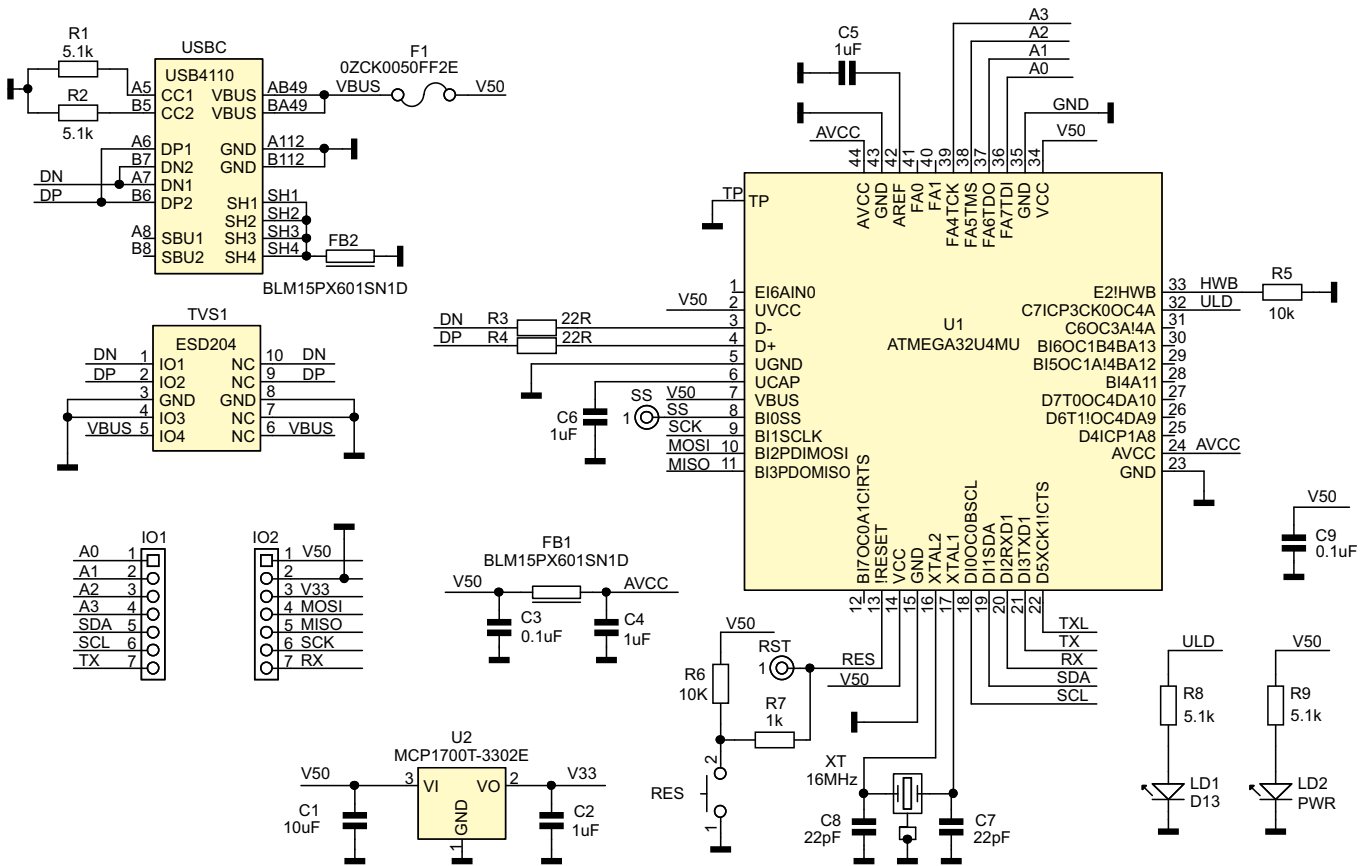 R1
5.1k
R2
5.1k
USBC
USB4110
A5 CC1 VBUS AB49
B5 CC2 VBUS BA49
A6 DP1 GND A112
B7 DN2 GND B112
DN A7 DN1
DP B6 DP2
SH1 SH1
SH2 SH2
A8 SBU1 SH3 SH3
B8 SBU2 SH4 SH4
F1
0ZCK0050FF2E
VBUS V50
FB2
BLM15PX601SN1D
TVS1
ESD204
DN 1 IO1 NC 10 DN
DP 2 IO2 NC 9 DP
3 GND GND 8
4 IO3 NC 7
VBUS 5 IO4 NC 6 VBUS
IO1
A0 1
A1 2
A2 3
A3 4
SDA 5
SCL 6
TX 7
IO2
1 V50
2
3 V33
4 MOSI
5 MISO
6 SCK
7 RX
FB1
BLM15PX601SN1D
V50 AVCC
C3
0.1uF
C4
1uF
U2
MCP1700T-3302E
V50 3 VI VO 2 V33
GND
1
C1
10uF
C2
1uF
C5
1uF
A3
A2
A1
A0
GND
V50
AVCC
44 43 42 41 40 39 38 37 36 35 34
AVCC
GND
AREF
FA0
FA1
FA4TCK
FA5TMS
FA6TDO
FA7TDI
GND
VCC
TP TP
U1
ATMEGA32U4MU
1 EI6AIN0
V50 2 UVCC
DN R3 22R 3 D-
DP R4 22R 4 D+
5 UGND
6 UCAP
V50 7 VBUS
SS 8 BI0SS
SCK 9 BI1SCLK
MOSI 10 BI2PDIMOSI
MISO 11 BI3PDOMISO
C6
1uF
SS
1
E2!HWB 33 HWB
C7ICP3CK0OC4A 32 ULD
C6OC3A!4A 31
BI6OC1B4BA13 30
BI5OC1A!4BA12 29
BI4A11 28
D7T0OC4DA10 27
D6T1!OC4DA9 26
D4ICP1A8 25
AVCC 24 AVCC
GND 23
R5
10k
BI7OC0A1C!RTS
!RESET
VCC
GND
XTAL2
XTAL1
DI0OC0BSCL
DI1SDA
DI2RXD1
DI3TXD1
D5XCK1!CTS
12 13 14 15 16 17 18 19 20 21 22
TXL
TX
RX
SDA
SCL
V50
R6
10K
RST
1
RES
V50
R7
1k
RES
2
1
XT
16MHz
C8
22pF
C7
22pF
V50
C9
0.1uF
ULD
R8
5.1k
LD1
D13
V50
R9
5.1k
LD2
PWR